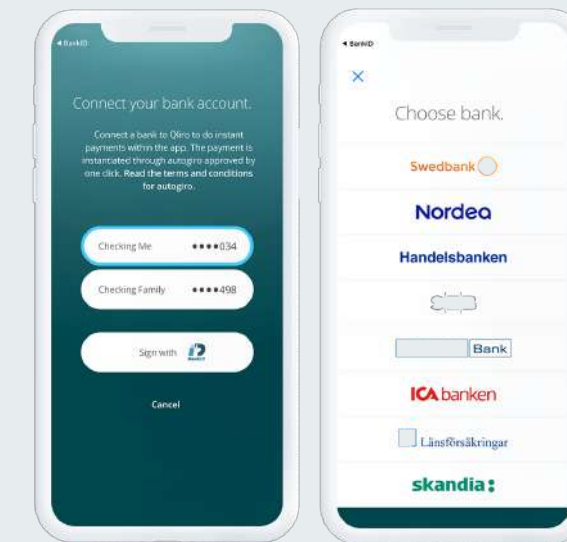 ◀ BankID
Connect your bank account.
Connect a bank to Qliro to do instant
payments within the app. The payment is
instantiated through autogiro approved by
one click. Read the terms and conditions
for autogiro.
Checking Me ●●●●034
Checking Family ●●●●498
Sign with BankID
Cancel
◀ BankID
Choose bank.
Swedbank
Nordea
Handelsbanken
Bank
ICA banken
Länsförsäkringar
skandia: